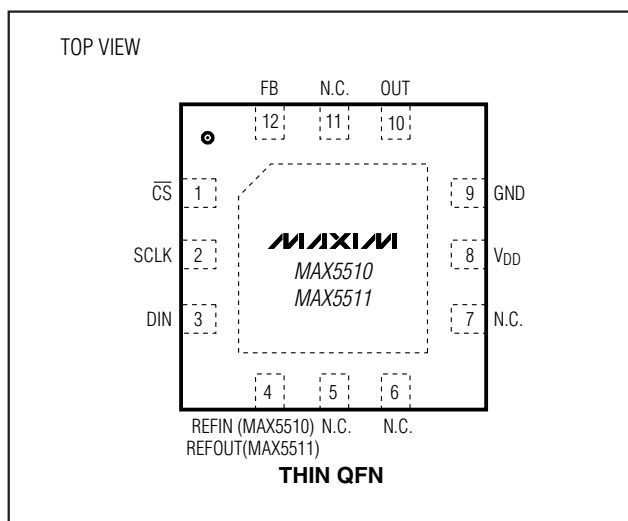 TOP VIEW
FB N.C. OUT
12 11 10
CS 1 9 GND
MAXIM
SCLK 2 8 VDD
MAX5510
MAX5511
DIN 3 7 N.C.
4 5 6
REFIN (MAX5510) N.C. N.C.
REFOUT(MAX5511)
THIN QFN